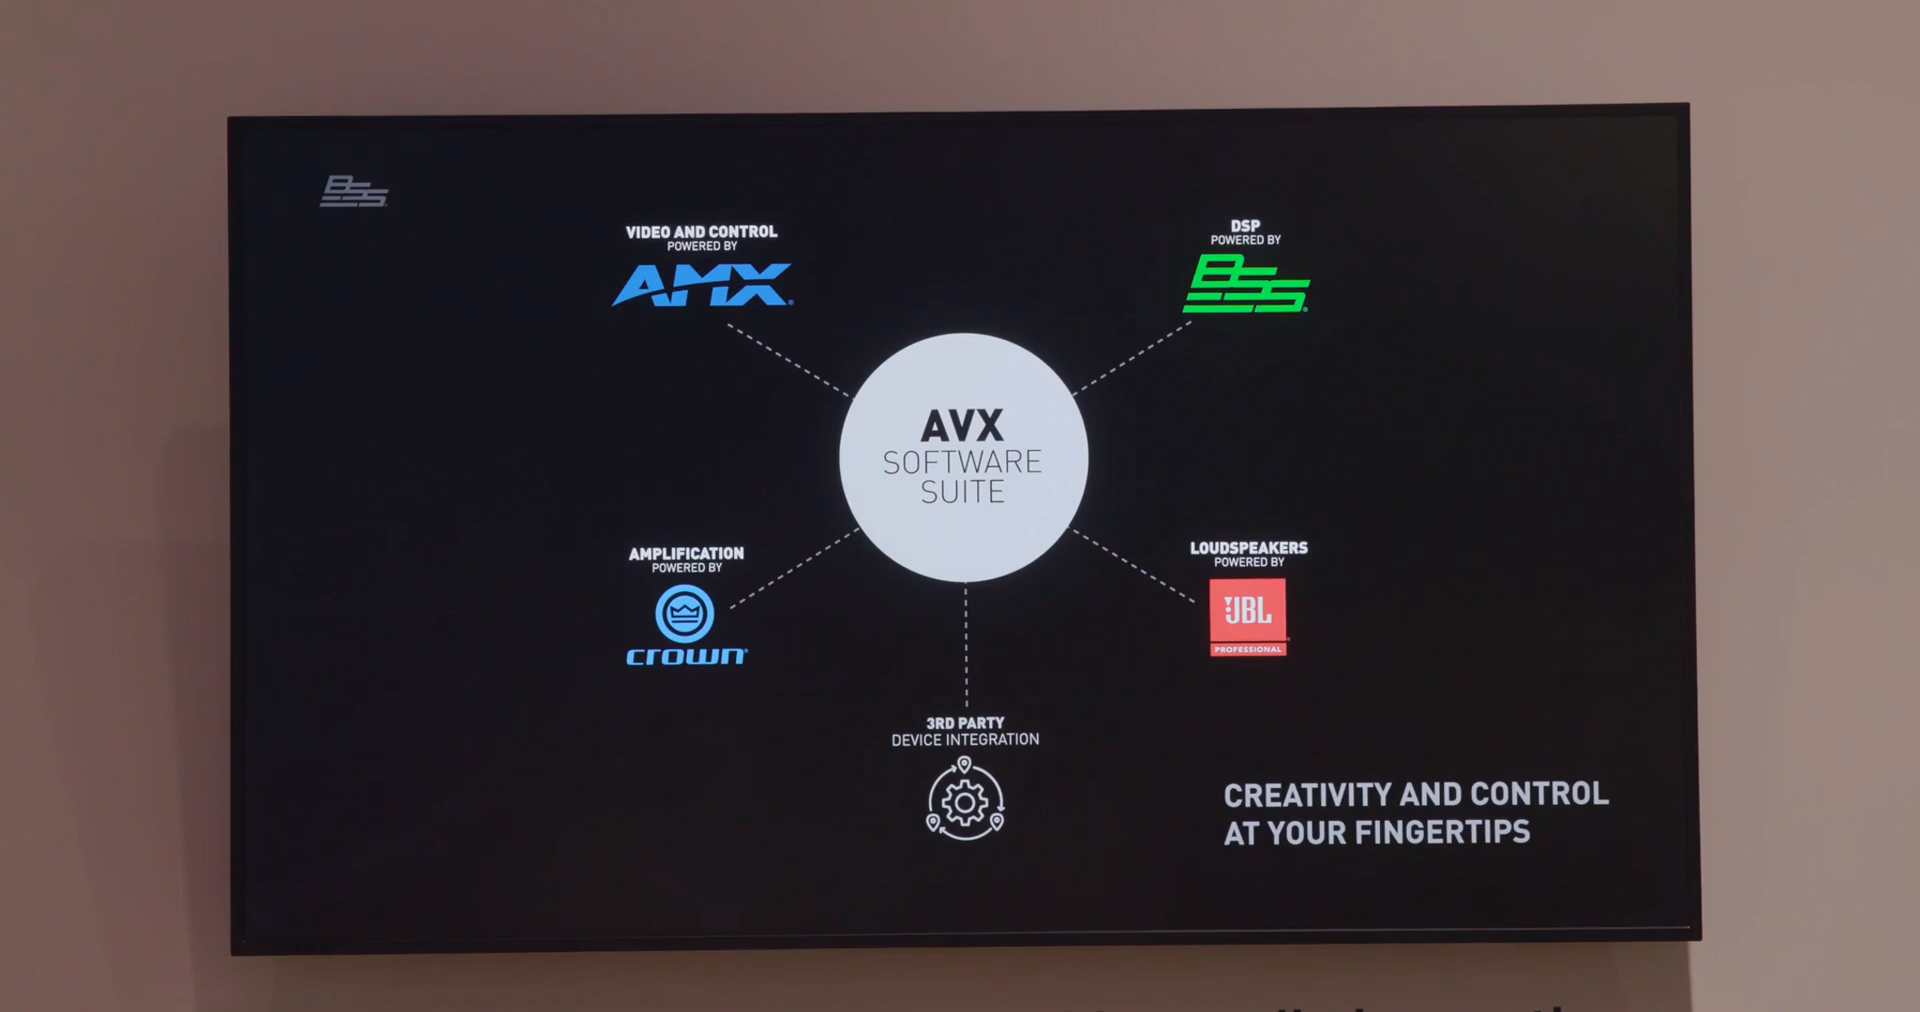 BSS
VIDEO AND CONTROL
POWERED BY
AMX
DSP
POWERED BY
BSS
AVX
SOFTWARE
SUITE
AMPLIFICATION
POWERED BY
crown
LOUDSPEAKERS
POWERED BY
JBL
PROFESSIONAL
3RD PARTY
DEVICE INTEGRATION
CREATIVITY AND CONTROL
AT YOUR FINGERTIPS